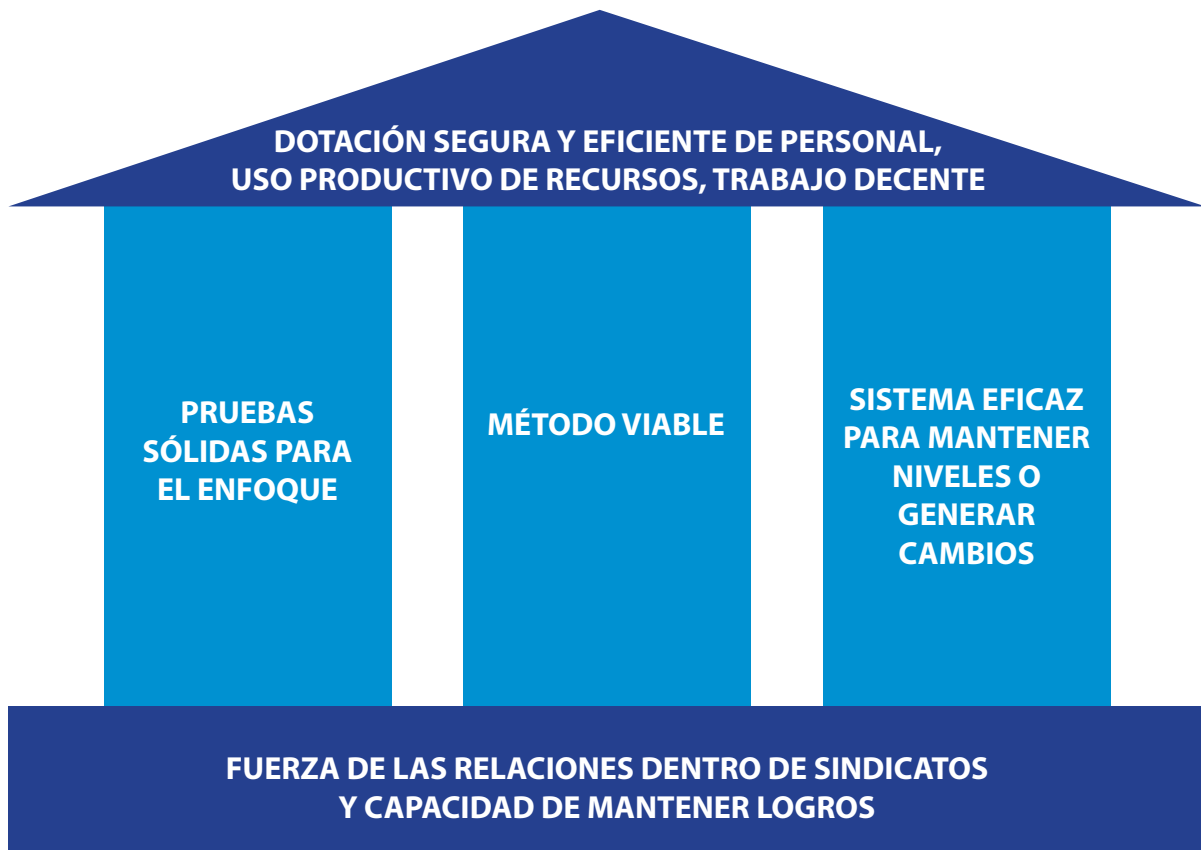 DOTACIÓN SEGURA Y EFICIENTE DE PERSONAL,
USO PRODUCTIVO DE RECURSOS, TRABAJO DECENTE
PRUEBAS
SÓLIDAS PARA
EL ENFOQUE
MÉTODO VIABLE
SISTEMA EFICAZ
PARA MANTENER
NIVELES O
GENERAR
CAMBIOS
FUERZA DE LAS RELACIONES DENTRO DE SINDICATOS
Y CAPACIDAD DE MANTENER LOGROS